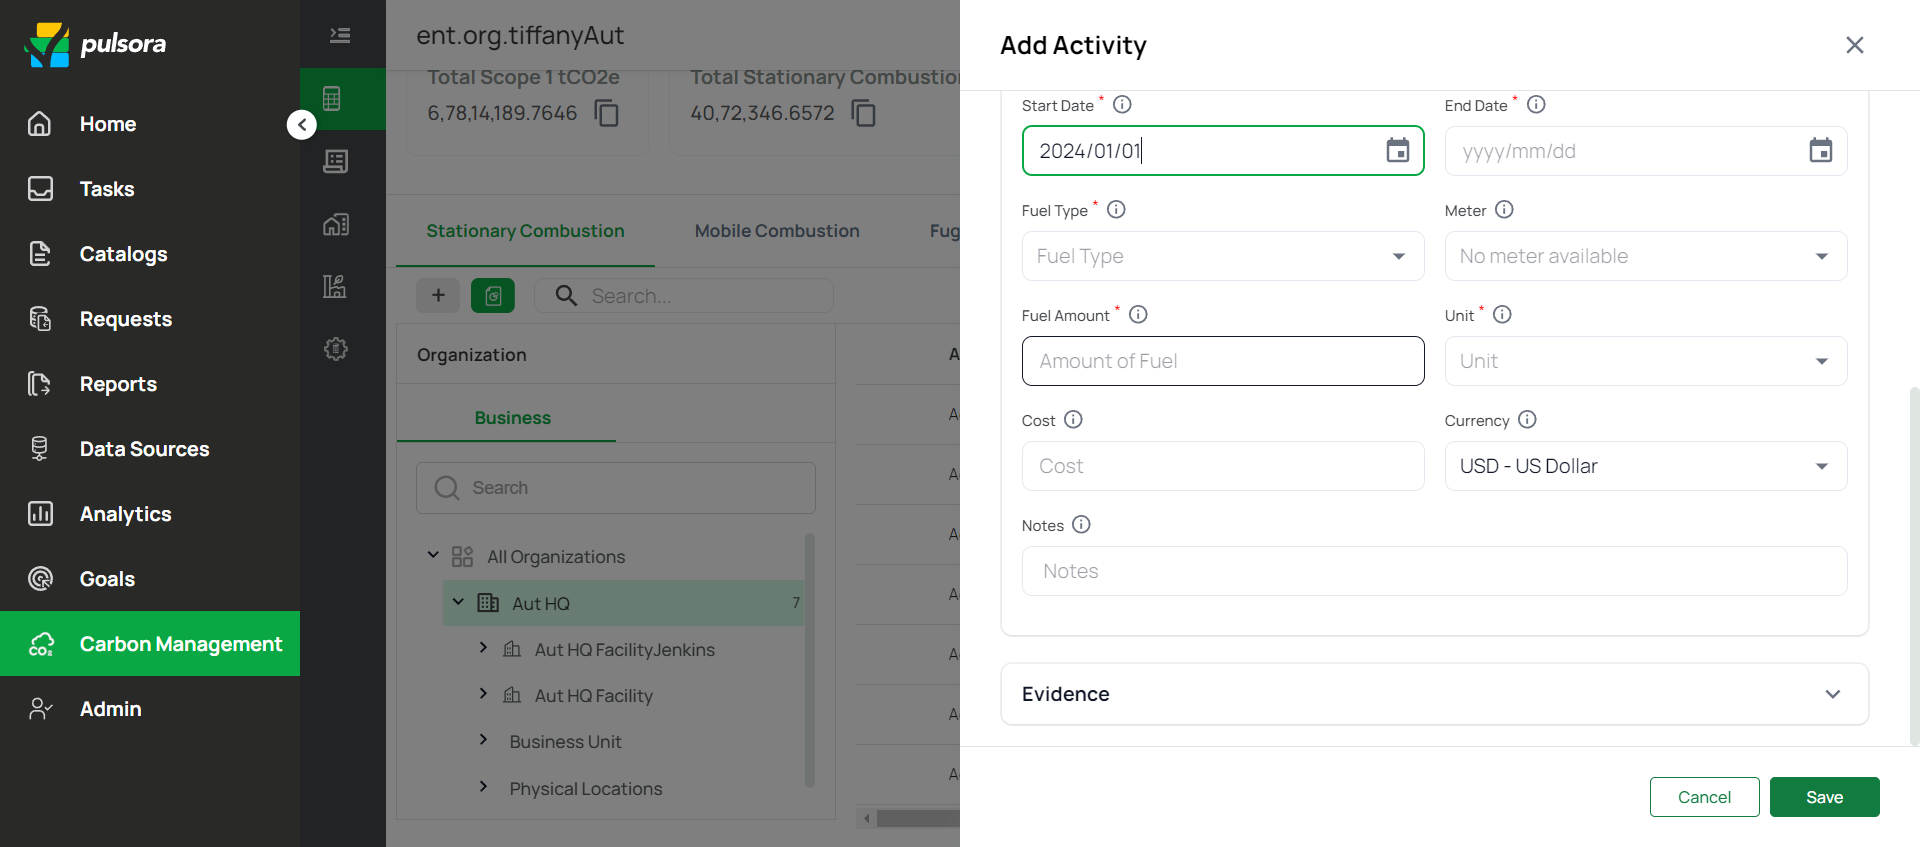 pulsora
Home
Tasks
Catalogs
Requests
Reports
Data Sources
Analytics
Goals
CO₂ Carbon Management
Admin
ent.org.tiffanyAut
Total Scope 1 tCO2e
6,78,14,189.7646
Total Stationary Combustio
40,72,346.6572
Stationary Combustion
Mobile Combustion
Fug
+
Search...
Organization
A
Business
Search
All Organizations
Aut HQ
7
Aut HQ FacilityJenkins
Aut HQ Facility
Business Unit
Physical Locations
A
A
A
A
A
A
A
Add Activity
Start Date *
End Date *
2024/01/01
yyyy/mm/dd
Fuel Type *
Meter
Fuel Type
No meter available
Fuel Amount *
Unit *
Amount of Fuel
Unit
Cost
Currency
Cost
USD - US Dollar
Notes
Notes
Evidence
Cancel
Save